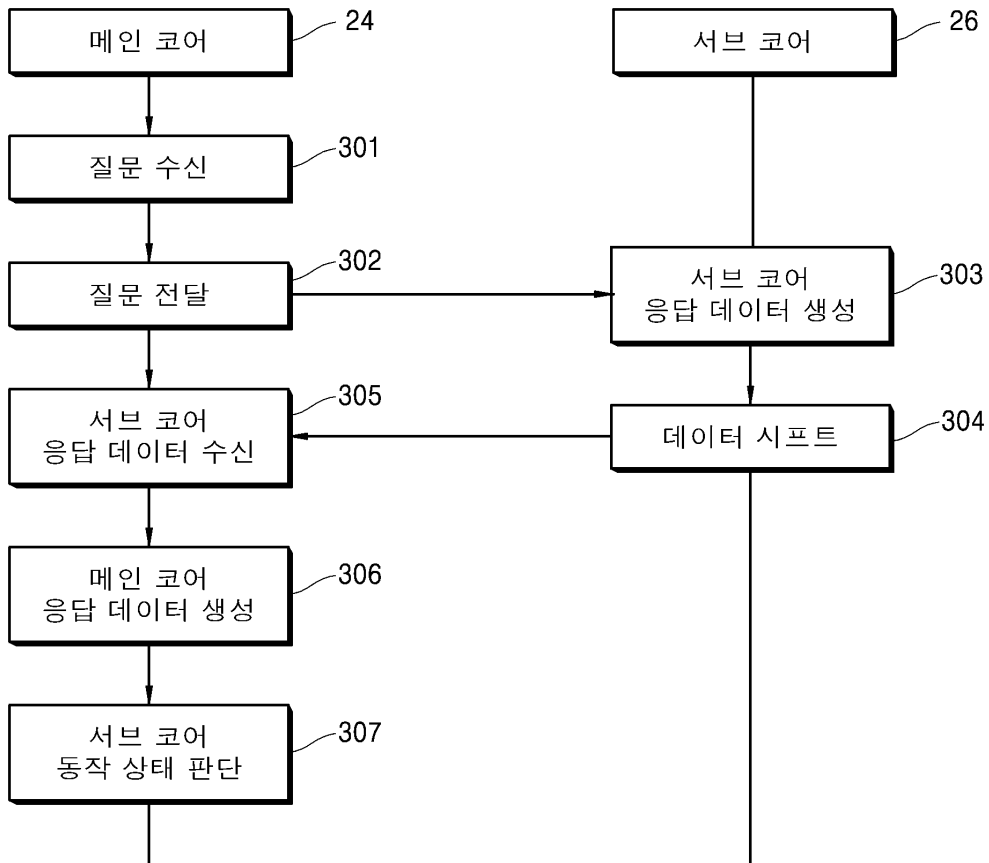 메인 코어
24
서브 코어
26
질문 수신
301
질문 전달
302
서브 코어
응답 데이터 생성
303
서브 코어
응답 데이터 수신
305
데이터 시프트
304
메인 코어
응답 데이터 생성
306
서브 코어
동작 상태 판단
307